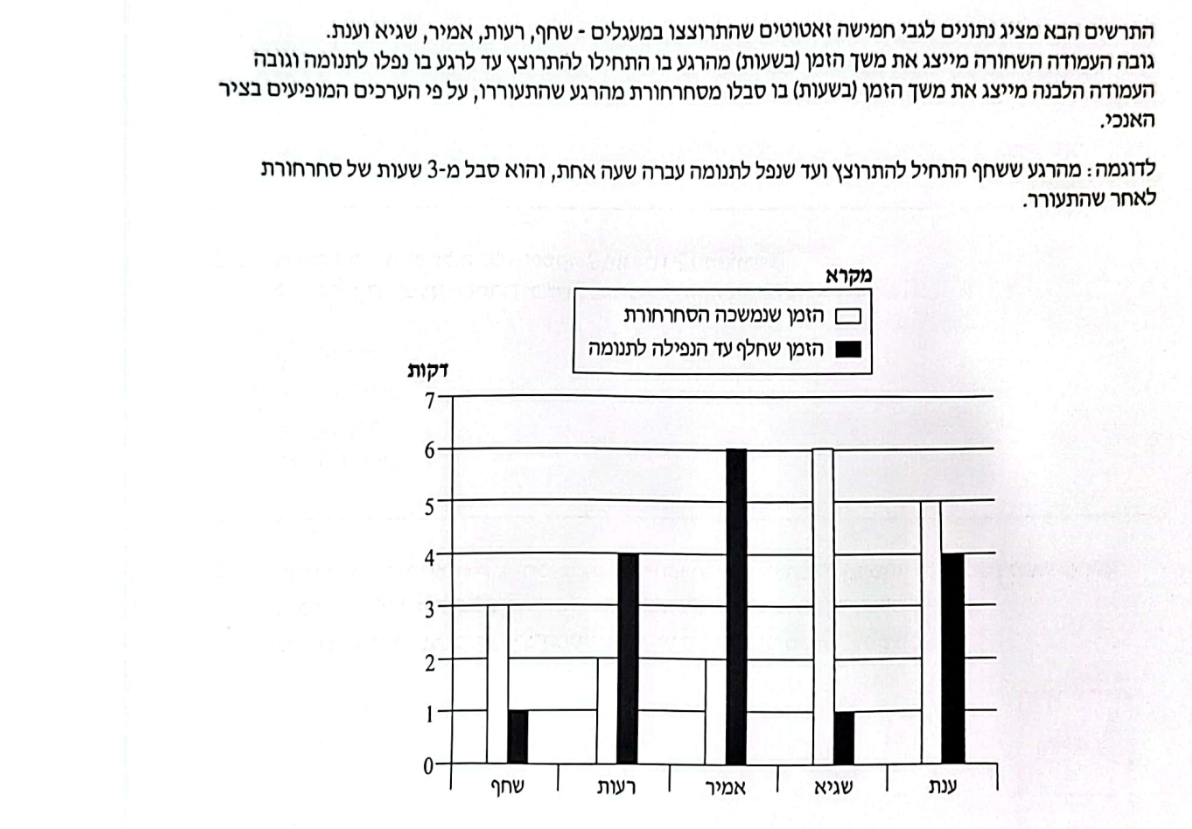 התרשים הבא מציג נתונים לגבי חמישה זאטוטים שהתרוצצו במעגלים - שחף, רעות, אמיר, שגיא וענת.
גובה העמודה השחורה מייצג את משך הזמן (בשעות) מהרגע בו התחילו להתרוצץ עד לרגע בו נפלו לתנומה וגובה
העמודה הלבנה מייצג את משך הזמן (בשעות) בו סבלו מסחרחורת מהרגע שהתעוררו, על פי הערכים המופיעים בציר
האנכי.
לדוגמה: מהרגע ששחף התחיל להתרוצץ ועד שנפל לתנומה עברה שעה אחת, והוא סבל מ-3 שעות של סחרחורת
לאחר שהתעורר.
מקרא
הזמן שנמשכה הסחרחורת
הזמן שחלף עד הנפילה לתנומה
דקות
7
6
5
4
3
2
1
0
שחף רעות אמיר שגיא ענת